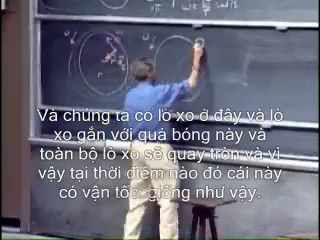 Và chúng ta có lò xo ở đây và lò
xo gắn với quả bóng này và
toàn bộ lò xo sẽ quay tròn và vì
vậy tại thời điểm nào đó cái này
có vận tốc giống như vậy.